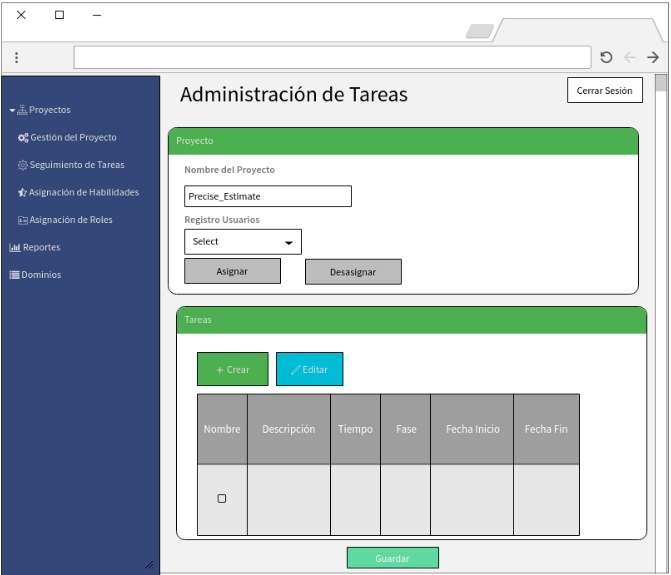 Administración de Tareas
Cerrar Sesión
Proyectos
Gestión del Proyecto
Seguimiento de Tareas
Asignación de Habilidades
Asignación de Roles
Reportes
Dominios
Proyecto
Nombre del Proyecto
Precise_Estimate
Registro Usuarios
Select
Asignar
Desasignar
Tareas
+ Crear
Editar
Nombre
Descripción
Tiempo
Fase
Fecha Inicio
Fecha Fin
Guardar